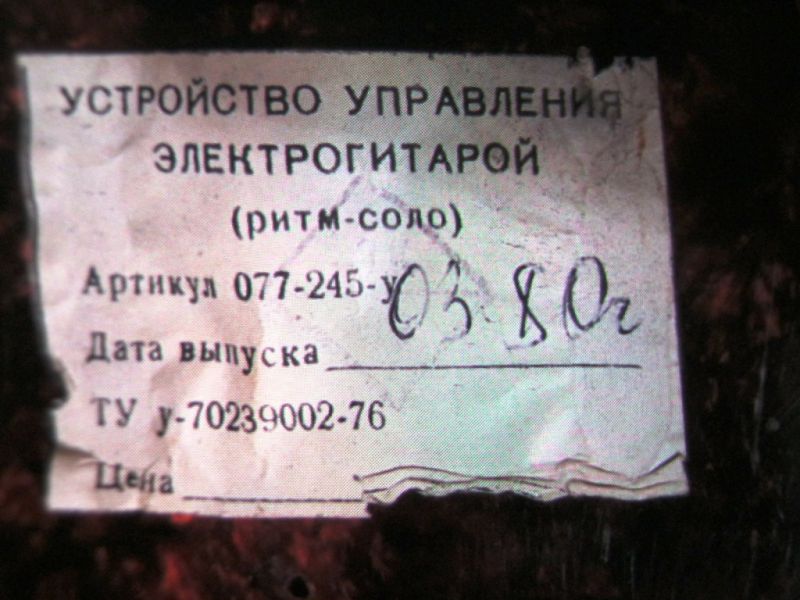 УСТРОЙСТВО УПРАВЛЕНИЯ
ЭЛЕКТРОГИТАРОЙ
(ритм-соло)
Артикул 077-245-у
Дата выпуска 03.80г
ТУ у-70239002-76
Цена